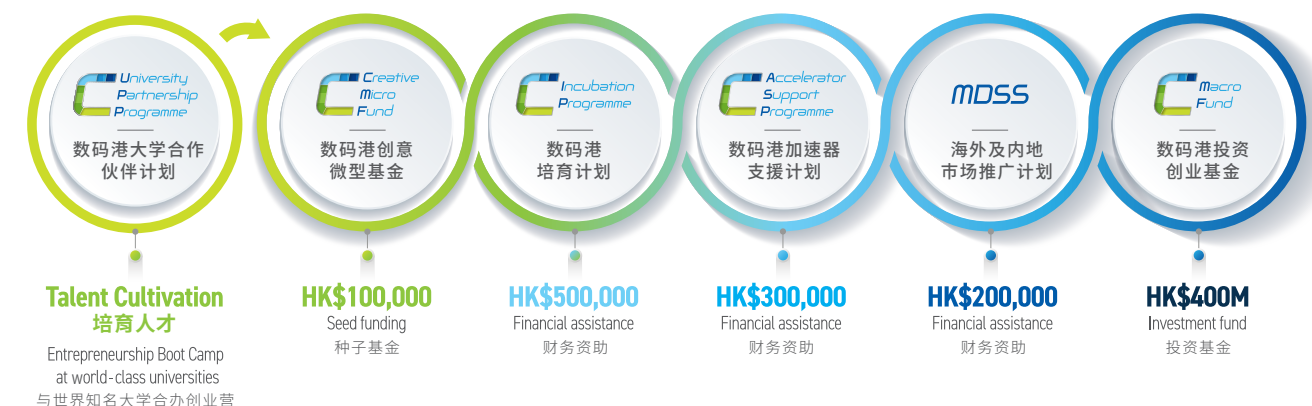 University
Partnership
Programme
数码港大学合作
伙伴计划
Talent Cultivation
培育人才
Entrepreneurship Boot Camp
at world-class universities
与世界知名大学合办创业营
Creative
Micro
Fund
数码港创意
微型基金
HK$100,000
Seed funding
种子基金
Incubation
Programme
数码港
培育计划
HK$500,000
Financial assistance
财务资助
Accelerator
Support
Programme
数码港加速器
支援计划
HK$300,000
Financial assistance
财务资助
MDSS
海外及内地
市场推广计划
HK$200,000
Financial assistance
财务资助
Macro
Fund
数码港投资
创业基金
HK$400M
Investment fund
投资基金